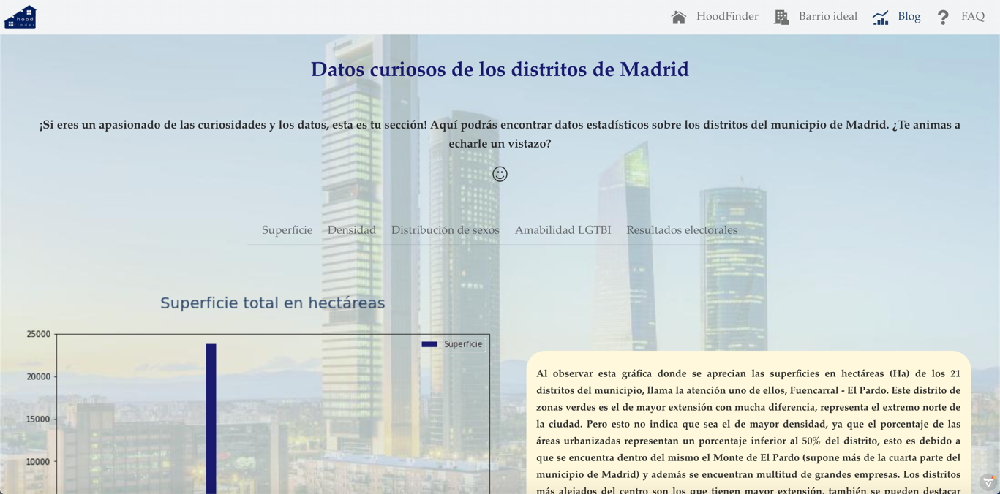 hood
finder
HoodFinder
Barrio ideal
Blog
FAQ
Datos curiosos de los distritos de Madrid
¡Si eres un apasionado de las curiosidades y los datos, esta es tu sección! Aquí podrás encontrar datos estadísticos sobre los distritos del municipio de Madrid. ¿Te animas a
echarle un vistazo?
Superficie
Densidad
Distribución de sexos
Amabilidad LGTBI
Resultados electorales
Superficie total en hectáreas
25000
20000
15000
10000
Superficie
Al observar esta gráfica donde se aprecian las superficies en hectáreas (Ha) de los 21
distritos del municipio, llama la atención uno de ellos, Fuencarral - El Pardo. Este distrito de
zonas verdes es el de mayor extensión con mucha diferencia, representa el extremo norte de
la ciudad. Pero esto no indica que sea el de mayor densidad, ya que el porcentaje de las
áreas urbanizadas representan un porcentaje inferior al 50% del distrito, esto es debido a
que se encuentra dentro del mismo el Monte de El Pardo (supone más de la cuarta parte del
municipio de Madrid) y además se encuentran multitud de grandes empresas. Los distritos
más alejados del centro son los que tienen mayor extensión, también se pueden destacar